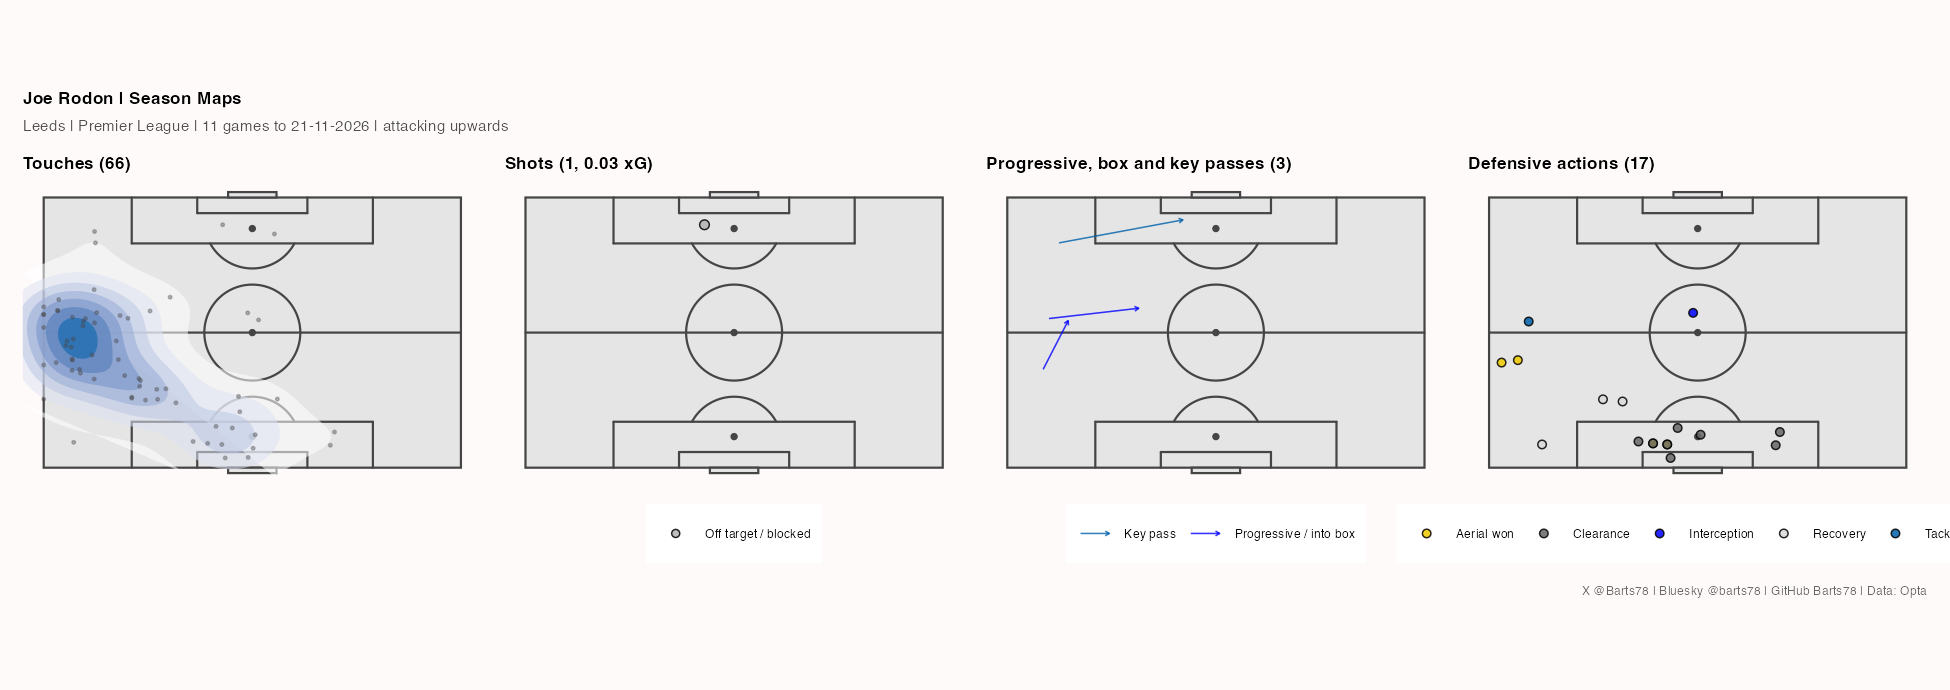 Joe Rodon | Season Maps
Leeds | Premier League | 11 games to 21-11-2026 | attacking upwards
Touches (66)
Shots (1, 0.03 xG)
Progressive, box and key passes (3)
Defensive actions (17)
Off target / blocked
Key pass
Progressive / into box
Aerial won
Clearance
Interception
Recovery
Tack
X @Barts78 | Bluesky @barts78 | GitHub Barts78 | Data: Opta